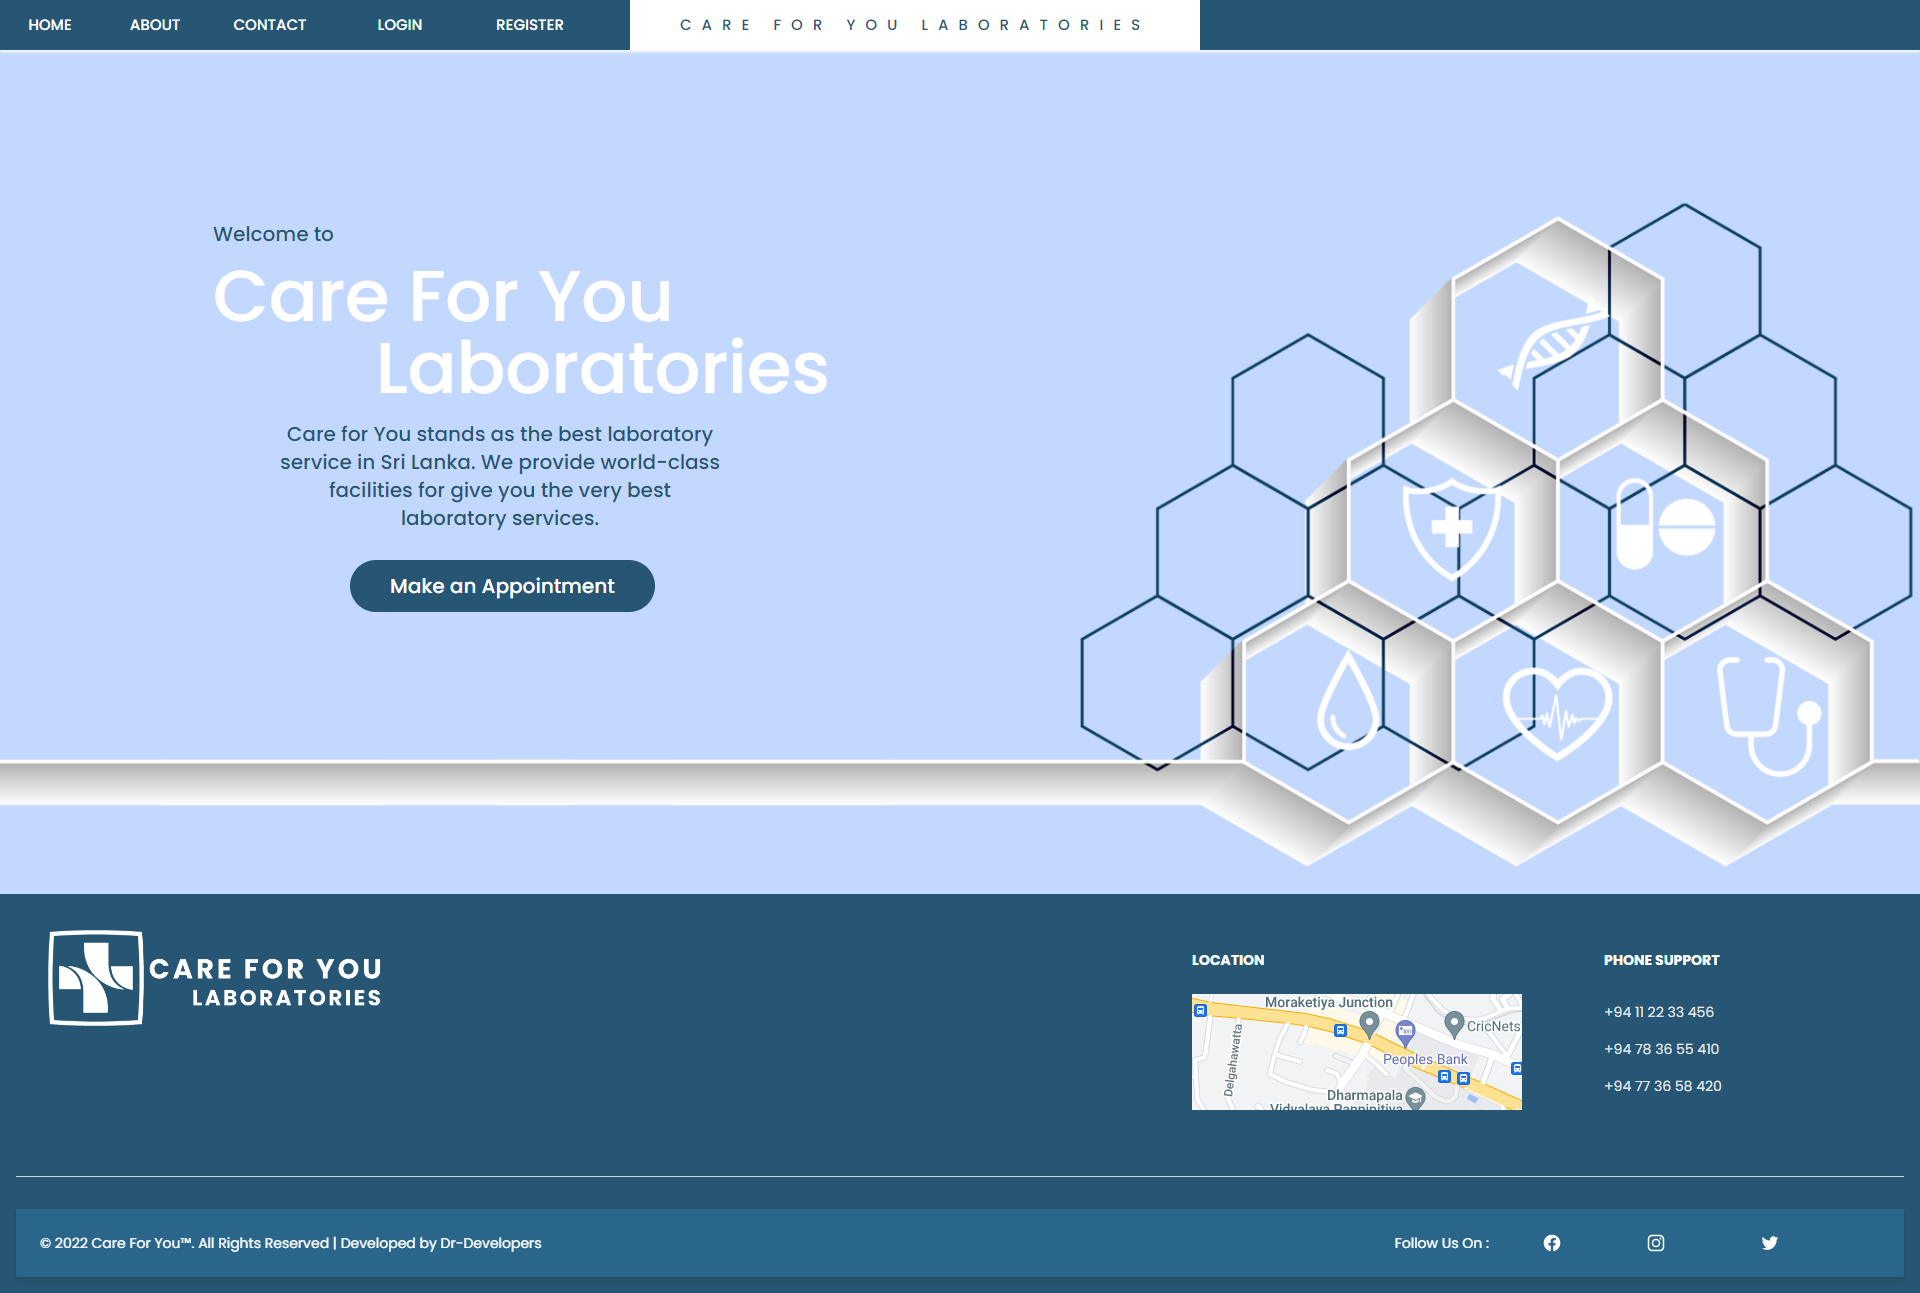 HOME ABOUT CONTACT LOGIN REGISTER CARE FOR YOU LABORATORIES
Welcome to
Care For You
Laboratories
Care for You stands as the best laboratory
service in Sri Lanka. We provide world-class
facilities for give you the very best
laboratory services.
Make an Appointment
CARE FOR YOU
LABORATORIES
LOCATION
Moraketiya Junction
CricNets
Delgahawatta
Peoples Bank
Dharmapala
Vidyalaya Pannipitiya
PHONE SUPPORT
+94 11 22 33 456
+94 78 36 55 410
+94 77 36 58 420
© 2022 Care For You™. All Rights Reserved | Developed by Dr-Developers
Follow Us On :